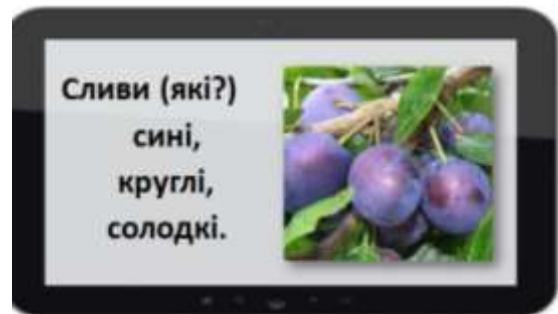 Сливи (які?)
сині,
круглі,
солодкі.